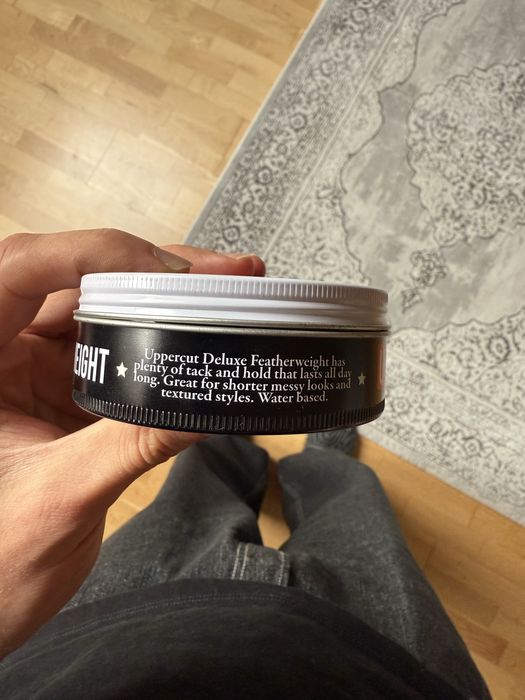 EIGHT
Uppercut Deluxe Featherweight has
plenty of tack and hold that lasts all day
long. Great for shorter messy looks and
textured styles. Water based.